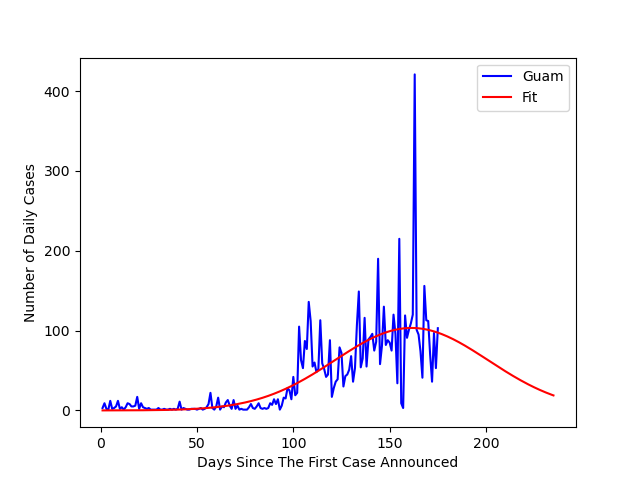 Guam
Fit
400
300
200
100
0
Number of Daily Cases
0 50 100 150 200
Days Since The First Case Announced